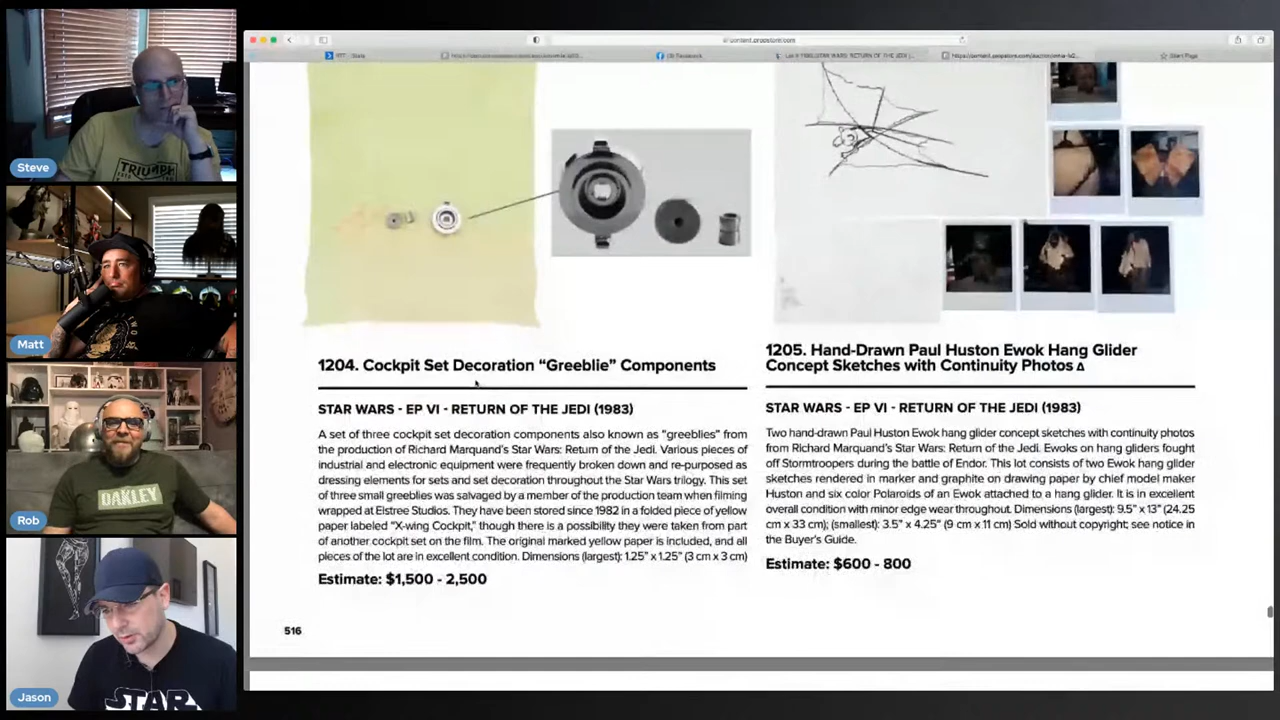 content.propstore.com
Start Page
1204. Cockpit Set Decoration “Greeblie” Components
STAR WARS - EP VI - RETURN OF THE JEDI (1983)
A set of three cockpit set decoration components also known as “greeblies” from
the production of Richard Marquand's Star Wars: Return of the Jedi. Various pieces of
industrial and electronic equipment were frequently broken down and re-purposed as
dressing elements for sets and set decoration throughout the Star Wars trilogy. This set
of three small greeblies was salvaged by a member of the production team when filming
wrapped at Elstree Studios. They have been stored since 1982 in a folded piece of yellow
paper labeled “X-wing Cockpit,” though there is a possibility they were taken from part
of another cockpit set on the film. The original marked yellow paper is included, and all
pieces of the lot are in excellent condition. Dimensions (largest): 1.25” x 1.25” (3 cm x 3 cm)
Estimate: $1,500 - 2,500
516
1205. Hand-Drawn Paul Huston Ewok Hang Glider
Concept Sketches with Continuity Photos Δ
STAR WARS - EP VI - RETURN OF THE JEDI (1983)
Two hand-drawn Paul Huston Ewok hang glider concept sketches with continuity photos
from Richard Marquand's Star Wars: Return of the Jedi. Ewoks on hang gliders fought
off Stormtroopers during the battle of Endor. This lot consists of two Ewok hang glider
sketches rendered in marker and graphite on drawing paper by chief model maker
Huston and six color Polaroids of an Ewok attached to a hang glider. It is in excellent
overall condition with minor edge wear throughout. Dimensions (largest): 9.5” x 13” (24.25
cm x 33 cm); (smallest): 3.5” x 4.25” (9 cm x 11 cm) Sold without copyright; see notice in
the Buyer's Guide.
Estimate: $600 - 800
Steve
TRIUMPH
Matt
Rob
OAKLEY
Jason
STAR